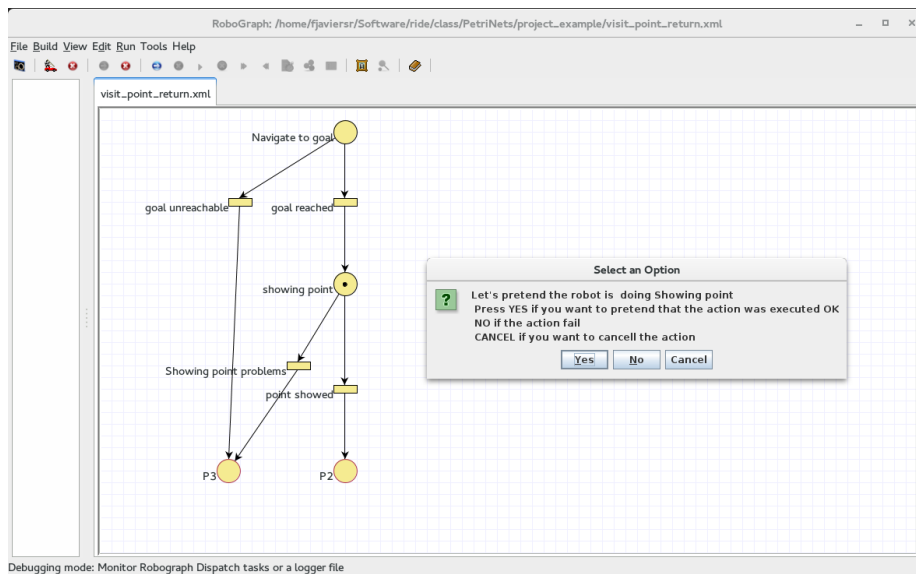 RoboGraph: /home/fjaviersr/Software/ride/class/PetriNets/project_example/visit_point_return.xml
File Build View Edit Run Tools Help
visit_point_return.xml
Navigate to goal
goal unreachable
goal reached
showing point
Showing point problems
point showed
P3
P2
Select an Option
Let's pretend the robot is doing Showing point
Press YES if you want to pretend that the action was executed OK
NO if the action fail
CANCEL if you want to cancell the action
Yes No Cancel
Debugging mode: Monitor Robograph Dispatch tasks or a logger file